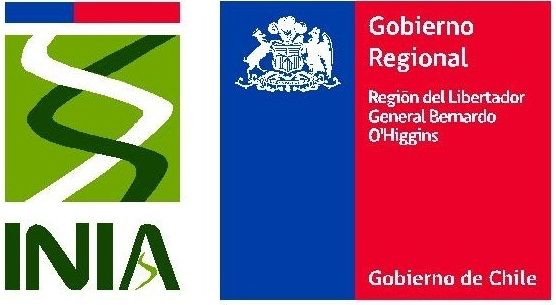 INIA
Gobierno
Regional
Región del Libertador
General Bernardo
O'Higgins
Gobierno de Chile